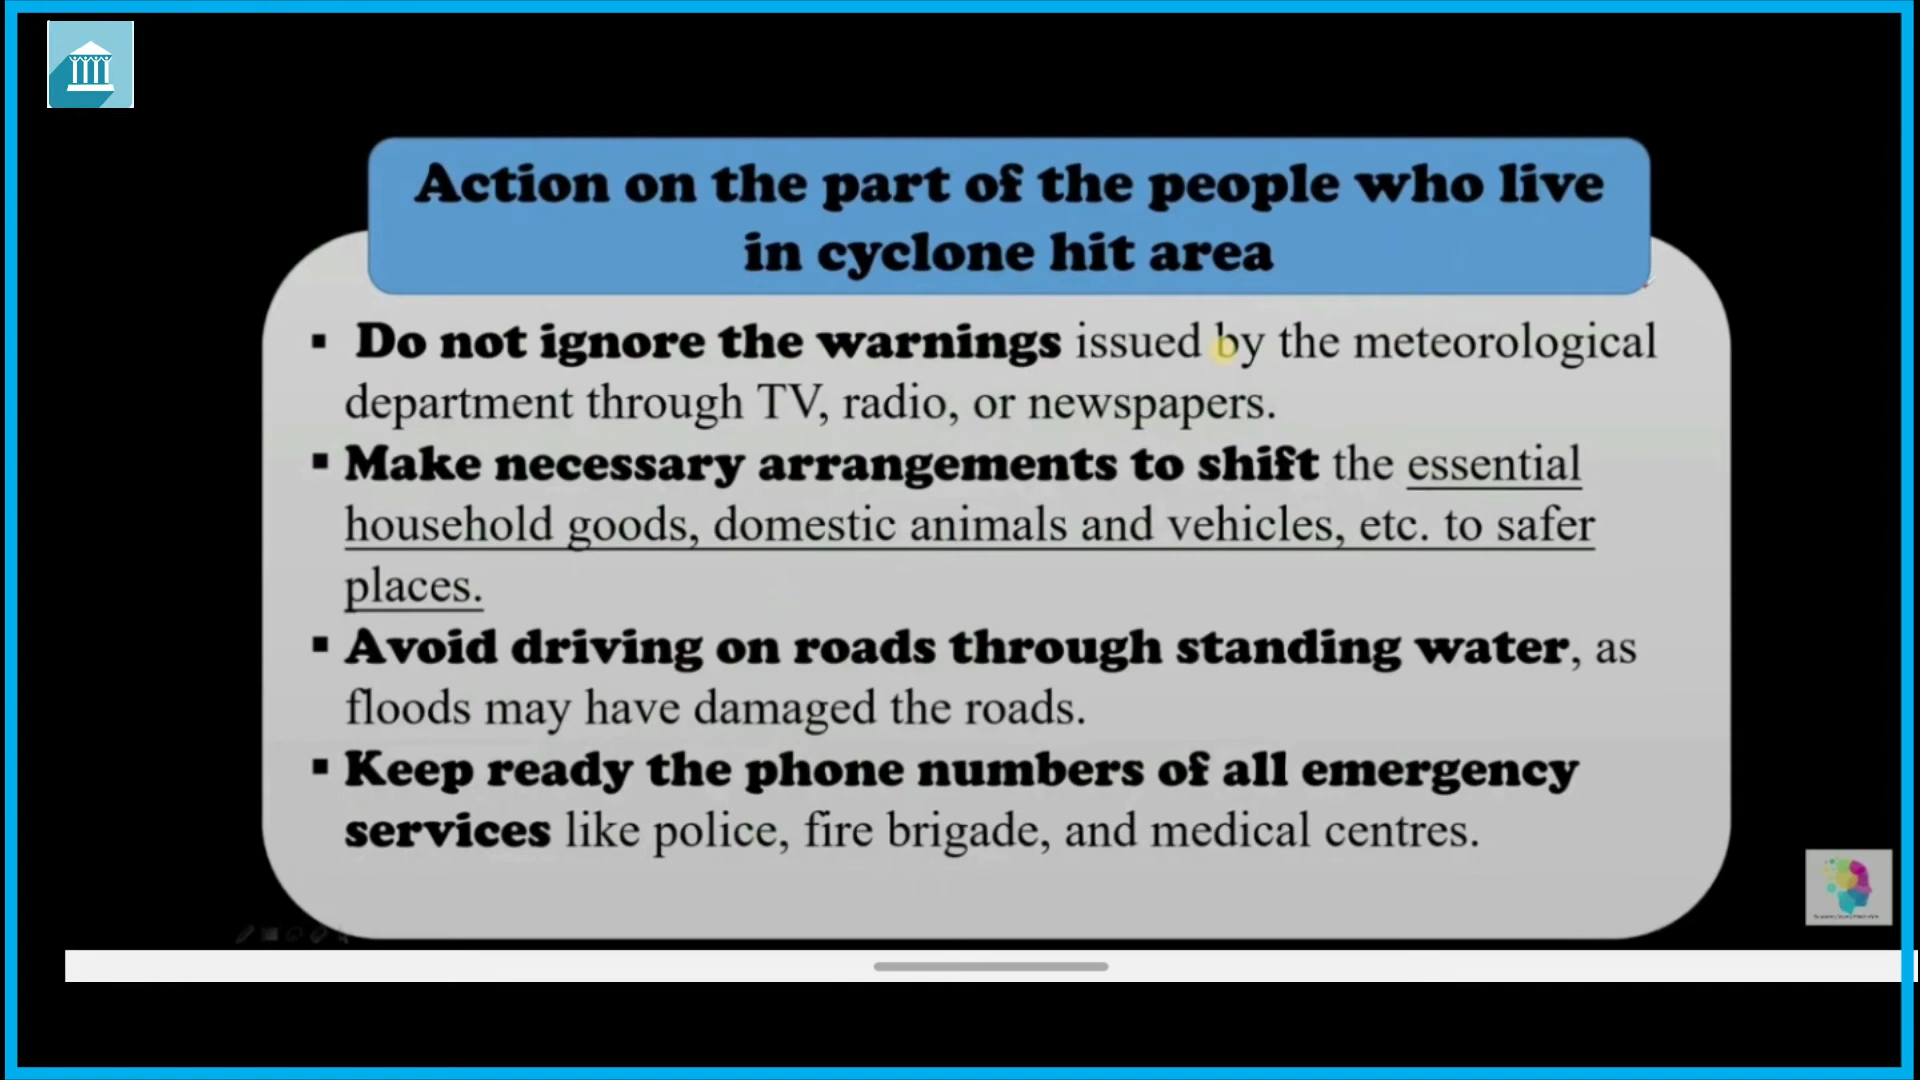 Action on the part of the people who live
in cyclone hit area
▪ Do not ignore the warnings issued by the meteorological
department through TV, radio, or newspapers.
▪ Make necessary arrangements to shift the essential
household goods, domestic animals and vehicles, etc. to safer
places.
▪ Avoid driving on roads through standing water, as
floods may have damaged the roads.
▪ Keep ready the phone numbers of all emergency
services like police, fire brigade, and medical centres.